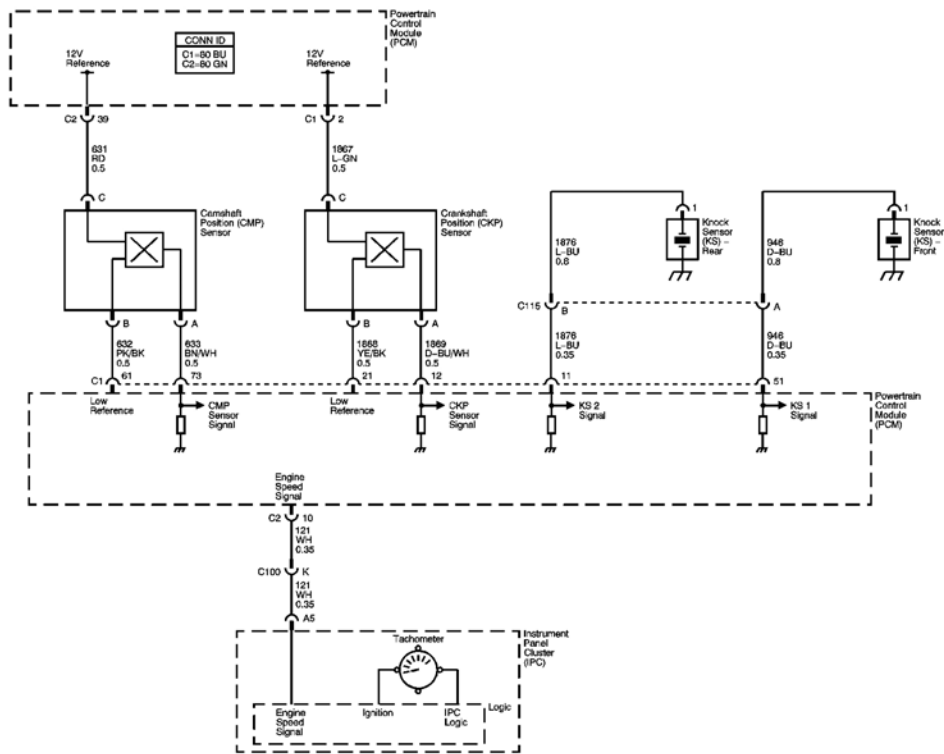 Powertrain
Control
Module
(PCM)
CONN ID
C1=80 BU
C2=80 GN
12V
Reference
12V
Reference
C2 39
C1 2
631
RD
0.5
1867
L-GN
0.5
C
C
Camshaft
Position (CMP)
Sensor
Crankshaft
Position (CKP)
Sensor
1
Knock
Sensor
(KS) –
Rear
1
Knock
Sensor
(KS) –
Front
1876
L-BU
0.8
946
D-BU
0.8
C115 B
A
B
A
B
A
632
PK/BK
0.5
633
BN/WH
0.5
1868
YE/BK
0.5
1869
D-BU/WH
0.5
1876
L-BU
0.35
946
D-BU
0.35
C1 61
73
21
12
11
51
Low
Reference
CMP
Sensor
Signal
Low
Reference
CKP
Sensor
Signal
KS 2
Signal
KS 1
Signal
Powertrain
Control
Module
(PCM)
Engine
Speed
Signal
C2 10
121
WH
0.35
C100 K
121
WH
0.35
A5
Instrument
Panel
Cluster
(IPC)
Tachometer
Logic
Engine
Speed
Signal
Ignition
IPC
Logic